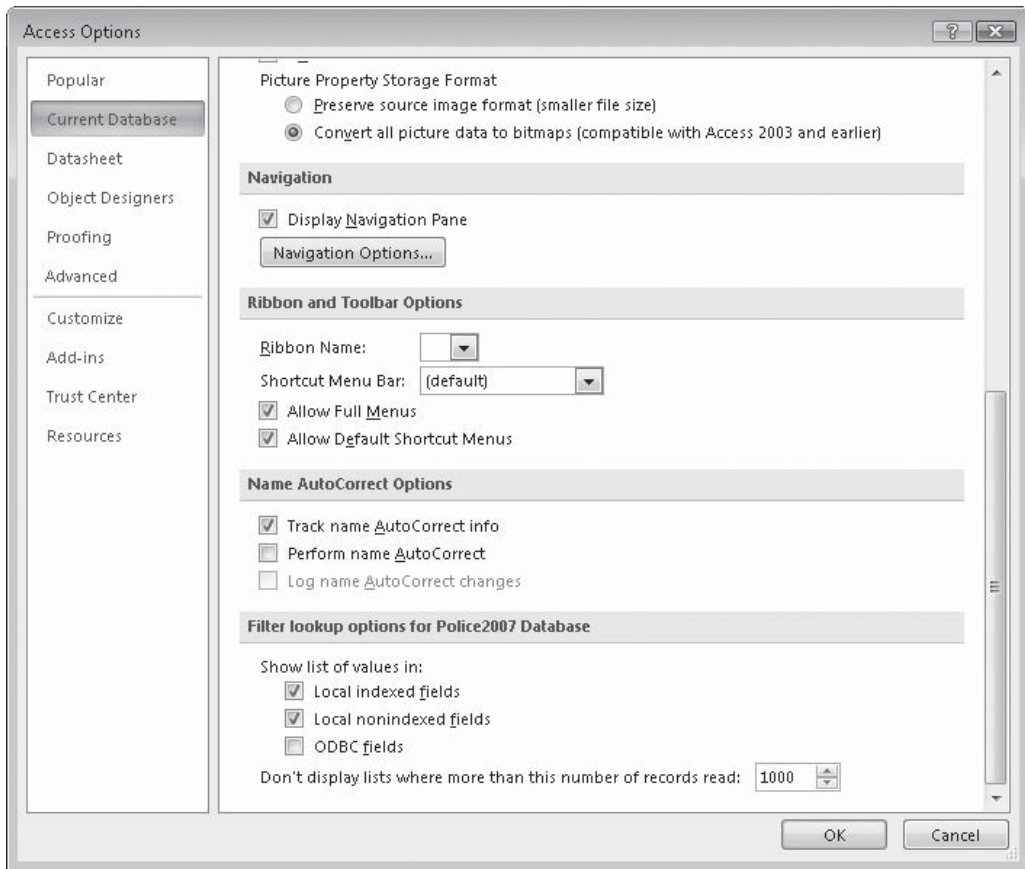 Access Options
Popular
Current Database
Datasheet
Object Designers
Proofing
Advanced
Customize
Add-ins
Trust Center
Resources
Picture Property Storage Format
Preserve source image format (smaller file size)
Convert all picture data to bitmaps (compatible with Access 2003 and earlier)
Navigation
Display Navigation Pane
Navigation Options...
Ribbon and Toolbar Options
Ribbon Name:
Shortcut Menu Bar: (default)
Allow Full Menus
Allow Default Shortcut Menus
Name AutoCorrect Options
Track name AutoCorrect info
Perform name AutoCorrect
Log name AutoCorrect changes
Filter lookup options for Police2007 Database
Show list of values in:
Local indexed fields
Local nonindexed fields
ODBC fields
Don't display lists where more than this number of records read: 1000
OK Cancel